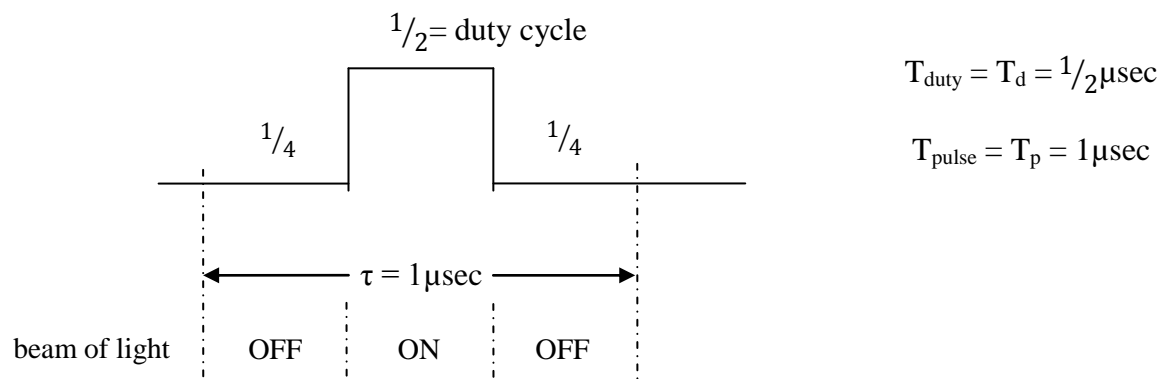 1/2= duty cycle
T_duty = T_d = 1/2µsec
1/4
1/4
T_pulse = T_p = 1µsec
τ = 1µsec
beam of light OFF ON OFF